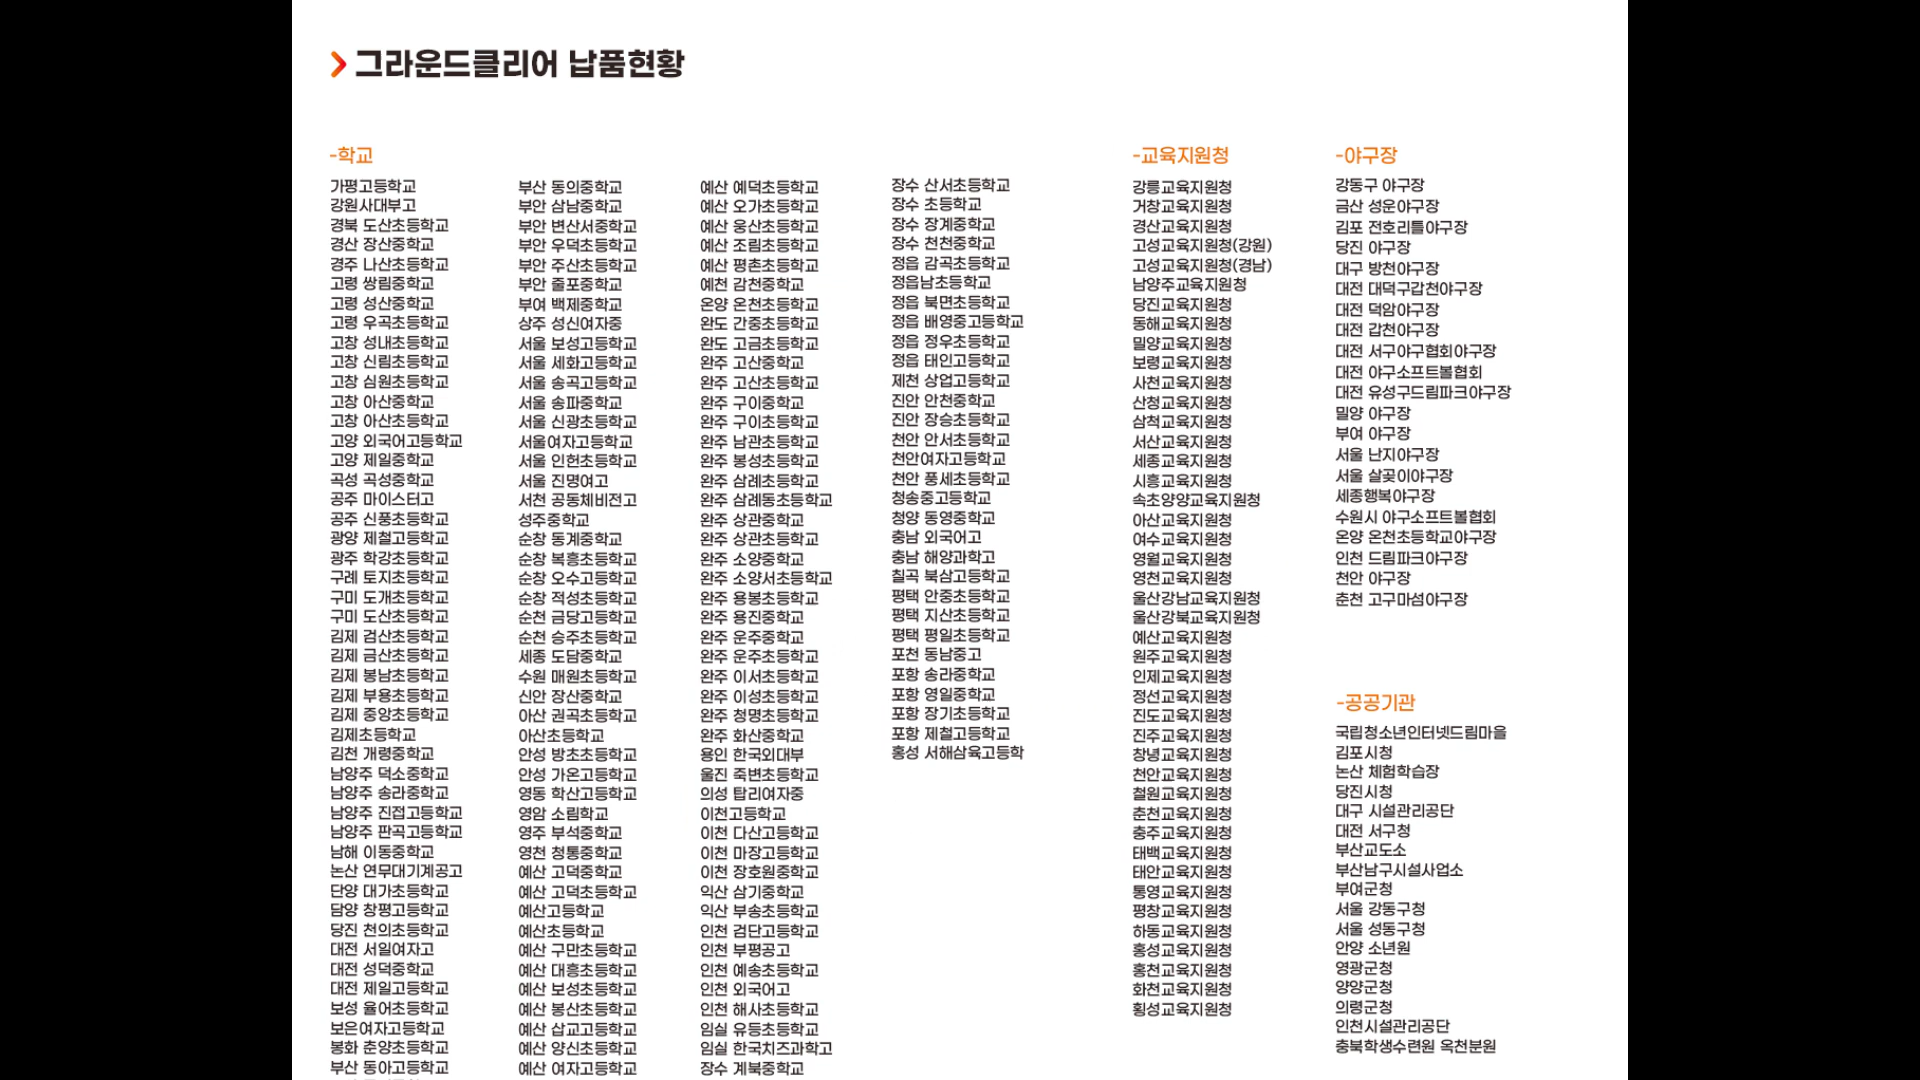 그라운드클리어 납품현황
-학교
가평고등학교
강원사대부고
경북 도산초등학교
경산 장산중학교
경주 나산초등학교
고령 쌍림중학교
고령 성산중학교
고령 우곡초등학교
고창 성내초등학교
고창 신림초등학교
고창 심원초등학교
고창 아산중학교
고창 아산초등학교
고양 외국어고등학교
고양 제일중학교
곡성 곡성중학교
공주 마이스터고
공주 신풍초등학교
광양 제철고등학교
광주 학강초등학교
구례 토지초등학교
구미 도개초등학교
구미 도산초등학교
김제 검산초등학교
김제 금산초등학교
김제 봉남초등학교
김제 부용초등학교
김제 중앙초등학교
김제초등학교
김천 개령중학교
남양주 덕소중학교
남양주 송라중학교
남양주 진접고등학교
남양주 판곡고등학교
남해 이동중학교
논산 연무대기계공고
단양 대가초등학교
담양 창평고등학교
당진 천의초등학교
대전 서일여자고
대전 성덕중학교
대전 제일고등학교
보성 율어초등학교
보은여자고등학교
봉화 춘양초등학교
부산 동아고등학교
부산 동의중학교
부안 삼남중학교
부안 변산서중학교
부안 우덕초등학교
부안 주산초등학교
부안 줄포중학교
부여 백제중학교
상주 성신여자중
서울 보성고등학교
서울 세화고등학교
서울 송곡고등학교
서울 송파중학교
서울 신광초등학교
서울여자고등학교
서울 인헌초등학교
서울 진명여고
서천 공동체비전고
성주중학교
순창 동계중학교
순창 복흥초등학교
순창 오수고등학교
순창 적성초등학교
순천 금당고등학교
순천 승주초등학교
세종 도담중학교
수원 매원초등학교
신안 장산중학교
아산 권곡초등학교
아산초등학교
안성 방초초등학교
안성 가온고등학교
영동 학산고등학교
영암 소림학교
영주 부석중학교
영천 청통중학교
예산 고덕중학교
예산 고덕초등학교
예산고등학교
예산초등학교
예산 구만초등학교
예산 대흥초등학교
예산 보성초등학교
예산 봉산초등학교
예산 삽교고등학교
예산 양신초등학교
예산 여자고등학교
예산 예덕초등학교
예산 오가초등학교
예산 웅산초등학교
예산 조림초등학교
예산 평촌초등학교
예천 감천중학교
온양 온천초등학교
완도 간중초등학교
완도 고금초등학교
완주 고산중학교
완주 고산초등학교
완주 구이중학교
완주 구이초등학교
완주 남관초등학교
완주 봉성초등학교
완주 삼례초등학교
완주 삼례동초등학교
완주 상관중학교
완주 상관초등학교
완주 소양중학교
완주 소양서초등학교
완주 용봉초등학교
완주 용진중학교
완주 운주중학교
완주 운주초등학교
완주 이서초등학교
완주 이성초등학교
완주 청명초등학교
완주 화산중학교
용인 한국외대부
울진 죽변초등학교
의성 탑리여자중
이천고등학교
이천 다산고등학교
이천 마장고등학교
이천 장호원중학교
익산 삼기중학교
익산 부송초등학교
인천 검단고등학교
인천 부평공고
인천 예송초등학교
인천 외국어고
인천 해사초등학교
임실 유등초등학교
임실 한국치즈과학고
장수 계북중학교
장수 산서초등학교
장수 초등학교
장수 장계중학교
장수 천천중학교
정읍 감곡초등학교
정읍남초등학교
정읍 북면초등학교
정읍 배영중고등학교
정읍 정우초등학교
정읍 태인고등학교
제천 상업고등학교
진안 안천중학교
진안 장승초등학교
천안 안서초등학교
천안여자고등학교
천안 풍세초등학교
청송중고등학교
청양 동영중학교
충남 외국어고
충남 해양과학고
칠곡 북삼고등학교
평택 안중초등학교
평택 지산초등학교
평택 평일초등학교
포천 동남중고
포항 송라중학교
포항 영일중학교
포항 장기초등학교
포항 제철고등학교
홍성 서해삼육고등학
-교육지원청
강릉교육지원청
거창교육지원청
경산교육지원청
고성교육지원청(강원)
고성교육지원청(경남)
남양주교육지원청
당진교육지원청
동해교육지원청
밀양교육지원청
보령교육지원청
사천교육지원청
산청교육지원청
삼척교육지원청
서산교육지원청
세종교육지원청
시흥교육지원청
속초양양교육지원청
아산교육지원청
여수교육지원청
영월교육지원청
영천교육지원청
울산강남교육지원청
울산강북교육지원청
예산교육지원청
원주교육지원청
인제교육지원청
정선교육지원청
진도교육지원청
진주교육지원청
창녕교육지원청
천안교육지원청
철원교육지원청
춘천교육지원청
충주교육지원청
태백교육지원청
태안교육지원청
통영교육지원청
평창교육지원청
하동교육지원청
홍성교육지원청
홍천교육지원청
화천교육지원청
횡성교육지원청
-야구장
강동구 야구장
금산 성운야구장
김포 전호리틀야구장
당진 야구장
대구 방천야구장
대전 대덕구갑천야구장
대전 덕암야구장
대전 갑천야구장
대전 서구야구협회야구장
대전 야구소프트볼협회
대전 유성구드림파크야구장
밀양 야구장
부여 야구장
서울 난지야구장
서울 살곶이야구장
세종행복야구장
수원시 야구소프트볼협회
온양 온천초등학교야구장
인천 드림파크야구장
천안 야구장
춘천 고구마섬야구장
-공공기관
국립청소년인터넷드림마을
김포시청
논산 체험학습장
당진시청
대구 시설관리공단
대전 서구청
부산교도소
부산남구시설사업소
부여군청
서울 강동구청
서울 성동구청
안양 소년원
영광군청
양양군청
의령군청
인천시설관리공단
충북학생수련원 옥천분원